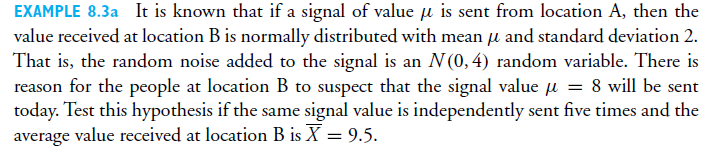 EXAMPLE 8.3a It is known that if a signal of value μ is sent from location A, then the
value received at location B is normally distributed with mean μ and standard deviation 2.
That is, the random noise added to the signal is an N(0, 4) random variable. There is
reason for the people at location B to suspect that the signal value μ = 8 will be sent
today. Test this hypothesis if the same signal value is independently sent five times and the
average value received at location B is X̅ = 9.5.